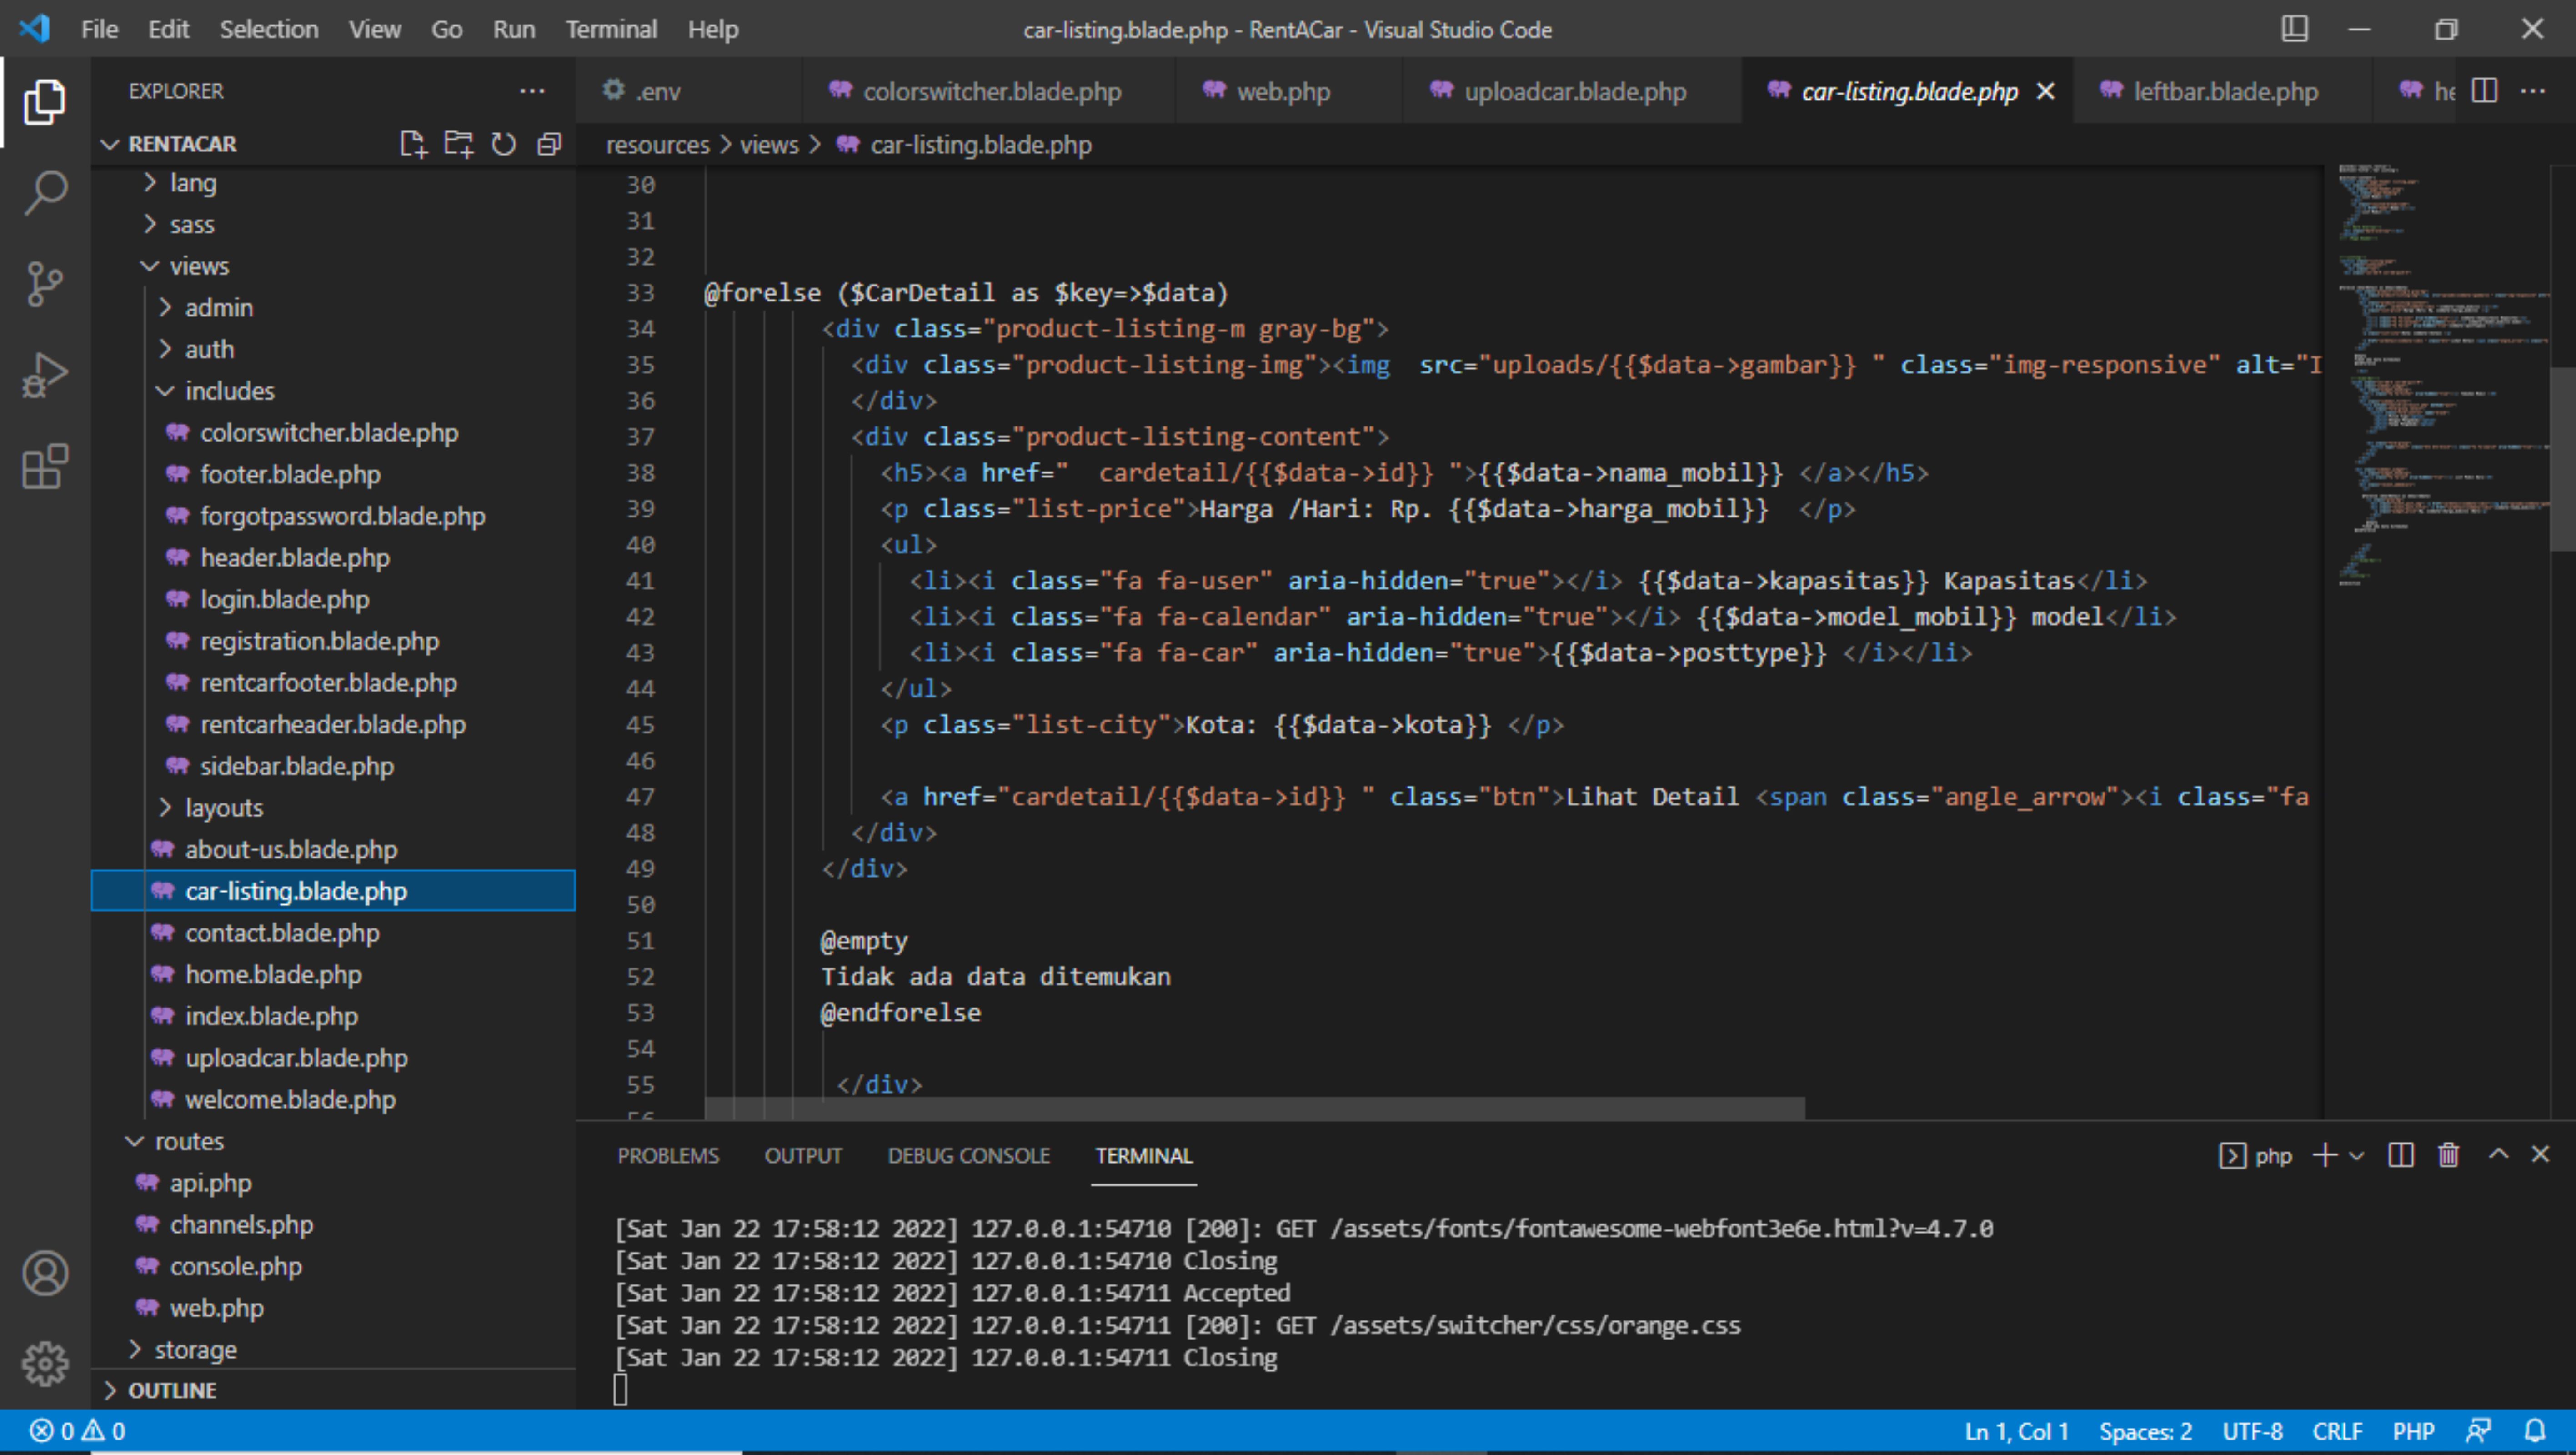 File Edit Selection View Go Run Terminal Help
car-listing.blade.php - RentACar - Visual Studio Code
EXPLORER
RENTACAR
lang
sass
views
admin
auth
includes
colorswitcher.blade.php
footer.blade.php
forgotpassword.blade.php
header.blade.php
login.blade.php
registration.blade.php
rentcarfooter.blade.php
rentcarheader.blade.php
sidebar.blade.php
layouts
about-us.blade.php
car-listing.blade.php
contact.blade.php
home.blade.php
index.blade.php
uploadcar.blade.php
welcome.blade.php
routes
api.php
channels.php
console.php
web.php
storage
OUTLINE
.env colorswitcher.blade.php web.php uploadcar.blade.php car-listing.blade.php leftbar.blade.php he
resources > views > car-listing.blade.php
30
31
32
33 @forelse ($CarDetail as $key=>$data)
34 <div class="product-listing-m gray-bg">
35 <div class="product-listing-img"><img  src="uploads/{{$data->gambar}} " class="img-responsive" alt="I
36 </div>
37 <div class="product-listing-content">
38 <h5><a href="  cardetail/{{$data->id}} ">{{$data->nama_mobil}} </a></h5>
39 <p class="list-price">Harga /Hari: Rp. {{$data->harga_mobil}}  </p>
40 <ul>
41 <li><i class="fa fa-user" aria-hidden="true"></i> {{$data->kapasitas}} Kapasitas</li>
42 <li><i class="fa fa-calendar" aria-hidden="true"></i> {{$data->model_mobil}} model</li>
43 <li><i class="fa fa-car" aria-hidden="true">{{$data->posttype}} </i></li>
44 </ul>
45 <p class="list-city">Kota: {{$data->kota}} </p>
46
47 <a href="cardetail/{{$data->id}} " class="btn">Lihat Detail <span class="angle_arrow"><i class="fa
48 </div>
49 </div>
50
51 @empty
52 Tidak ada data ditemukan
53 @endforelse
54
55 </div>
56
PROBLEMS OUTPUT DEBUG CONSOLE TERMINAL
php
[Sat Jan 22 17:58:12 2022] 127.0.0.1:54710 [200]: GET /assets/fonts/fontawesome-webfont3e6e.html?v=4.7.0
[Sat Jan 22 17:58:12 2022] 127.0.0.1:54710 Closing
[Sat Jan 22 17:58:12 2022] 127.0.0.1:54711 Accepted
[Sat Jan 22 17:58:12 2022] 127.0.0.1:54711 [200]: GET /assets/switcher/css/orange.css
[Sat Jan 22 17:58:12 2022] 127.0.0.1:54711 Closing
0 0
Ln 1, Col 1 Spaces: 2 UTF-8 CRLF PHP